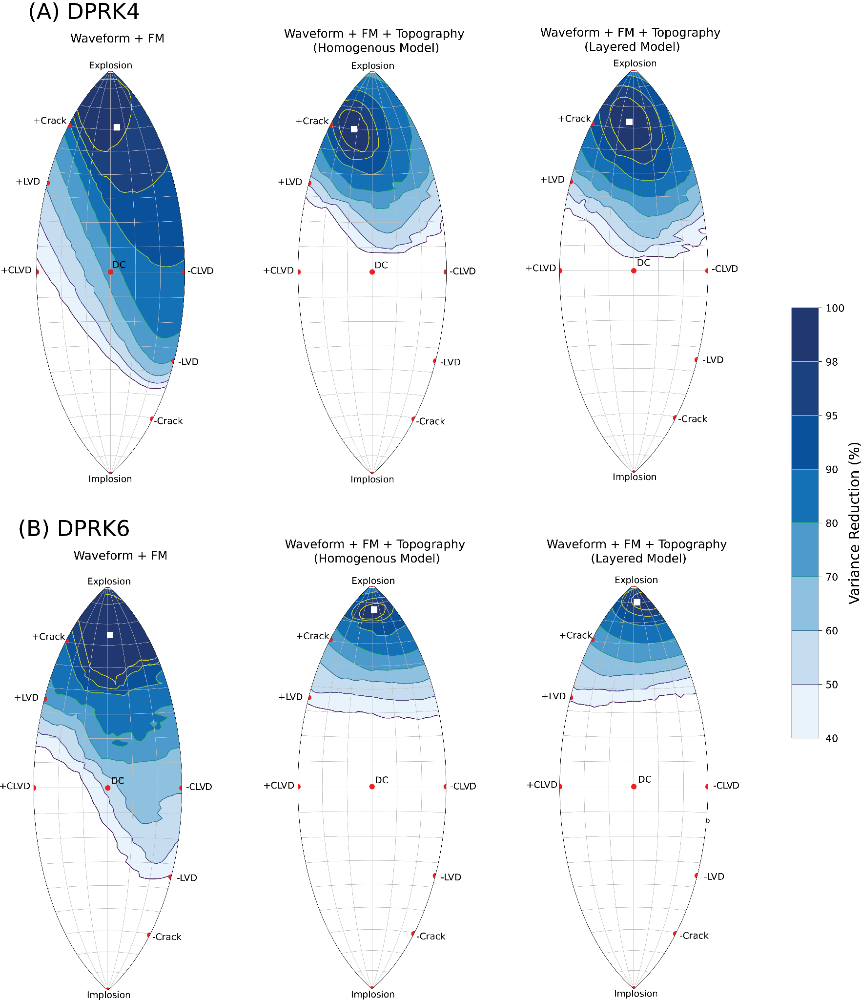 (A) DPRK4
Waveform + FM
Waveform + FM + Topography
(Homogenous Model)
Waveform + FM + Topography
(Layered Model)
Explosion
+Crack
+LVD
+CLVD
DC
-CLVD
-LVD
-Crack
Implosion
Explosion
+Crack
+LVD
+CLVD
DC
-CLVD
-LVD
-Crack
Implosion
Explosion
+Crack
+LVD
+CLVD
DC
-CLVD
-LVD
-Crack
Implosion
100
98
95
90
80
70
60
50
40
Variance Reduction (%)
(B) DPRK6
Waveform + FM
Waveform + FM + Topography
(Homogenous Model)
Waveform + FM + Topography
(Layered Model)
Explosion
+Crack
+LVD
+CLVD
DC
-CLVD
-LVD
-Crack
Implosion
Explosion
+Crack
+LVD
+CLVD
DC
-CLVD
-LVD
-Crack
Implosion
Explosion
+Crack
+LVD
+CLVD
DC
-CLVD
D
-LVD
-Crack
Implosion